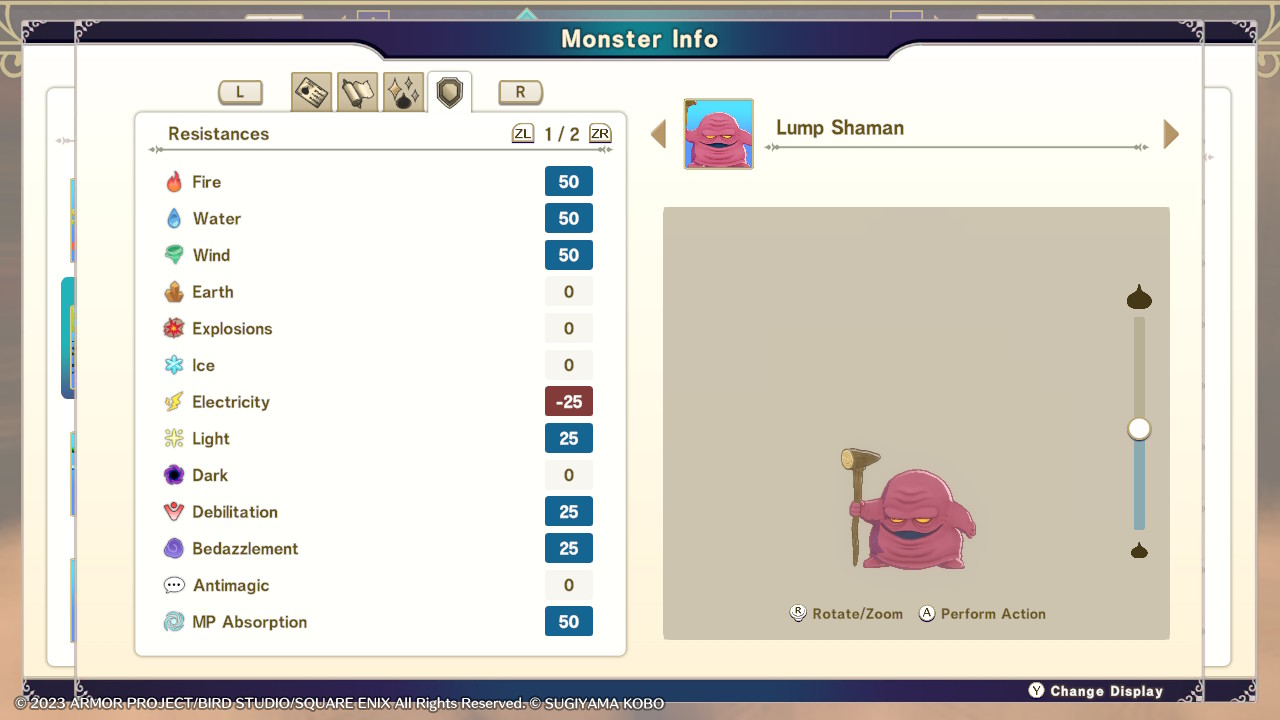 Monster Info
L
R
Resistances
ZL 1 / 2 ZR
Fire 50
Water 50
Wind 50
Earth 0
Explosions 0
Ice 0
Electricity -25
Light 25
Dark 0
Debilitation 25
Bedazzlement 25
Antimagic 0
MP Absorption 50
Lump Shaman
R Rotate/Zoom A Perform Action
Y Change Display
© 2023 ARMOR PROJECT/BIRD STUDIO/SQUARE ENIX All Rights Reserved. © SUGIYAMA KOBO